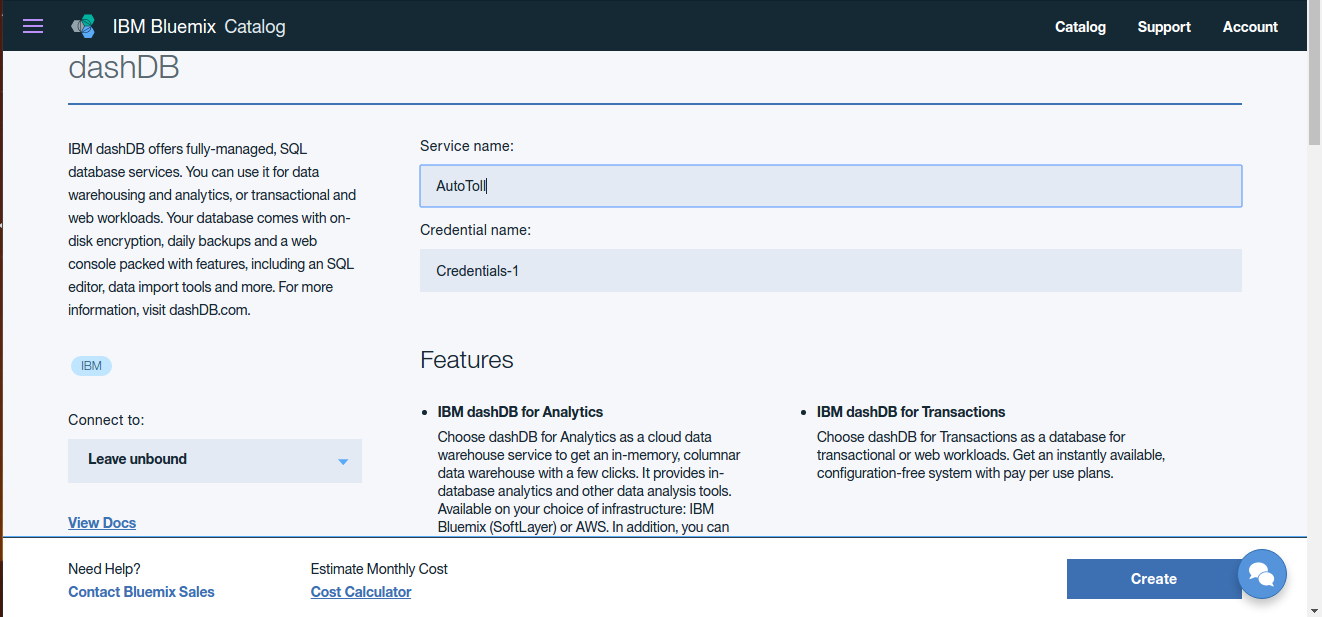 IBM Bluemix Catalog
Catalog Support Account
dashDB
IBM dashDB offers fully-managed, SQL
database services. You can use it for data
warehousing and analytics, or transactional and
web workloads. Your database comes with on-
disk encryption, daily backups and a web
console packed with features, including an SQL
editor, data import tools and more. For more
information, visit dashDB.com.
IBM
Connect to:
Leave unbound
View Docs
Service name:
AutoToll
Credential name:
Credentials-1
Features
• IBM dashDB for Analytics
Choose dashDB for Analytics as a cloud data
warehouse service to get an in-memory, columnar
data warehouse with a few clicks. It provides in-
database analytics and other data analysis tools.
Available on your choice of infrastructure: IBM
Bluemix (SoftLayer) or AWS. In addition, you can
• IBM dashDB for Transactions
Choose dashDB for Transactions as a database for
transactional or web workloads. Get an instantly available,
configuration-free system with pay per use plans.
Need Help?
Contact Bluemix Sales
Estimate Monthly Cost
Cost Calculator
Create